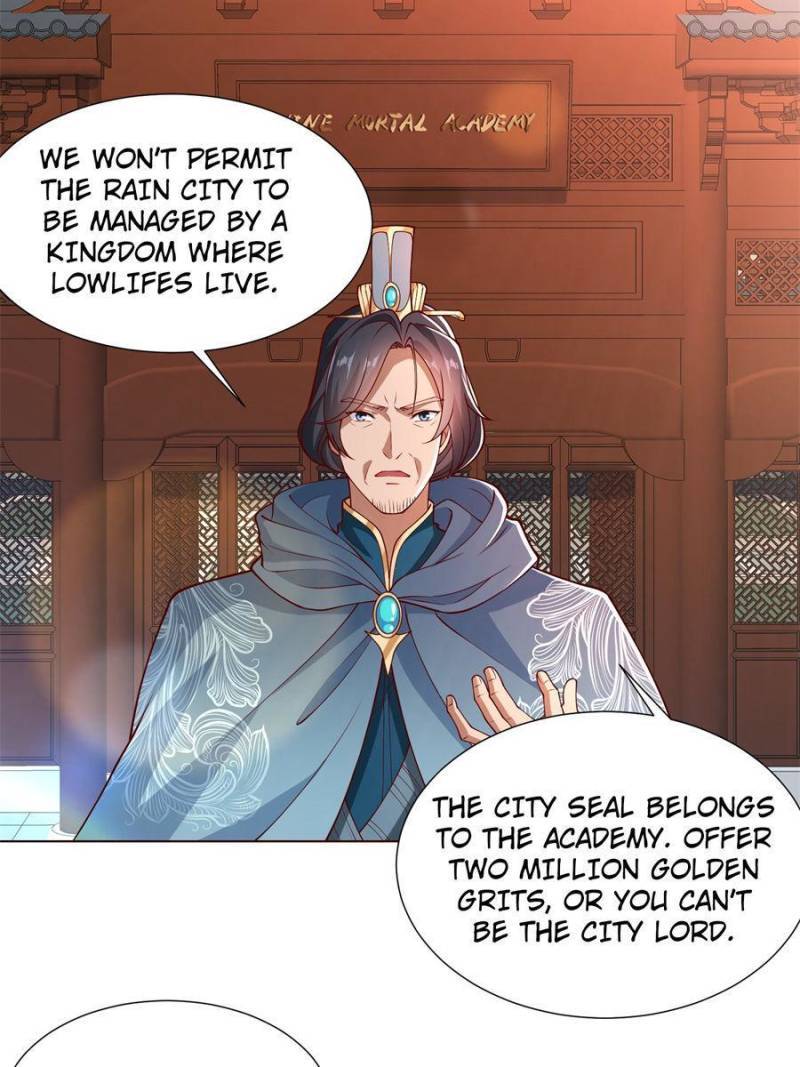 MORTAL ACADEMY
WE WON'T PERMIT
THE RAIN CITY TO
BE MANAGED BY A
KINGDOM WHERE
LOWLIFES LIVE.
THE CITY SEAL BELONGS
TO THE ACADEMY. OFFER
TWO MILLION GOLDEN
GRITS, OR YOU CAN'T
BE THE CITY LORD.